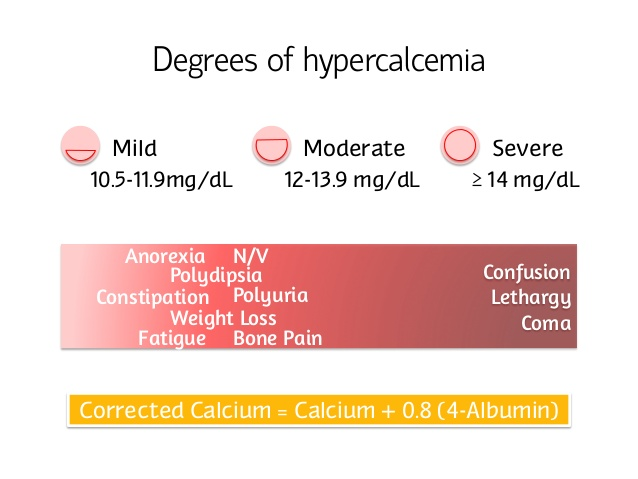 Degrees of hypercalcemia
Mild
10.5-11.9mg/dL
Moderate
12-13.9 mg/dL
Severe
≥ 14 mg/dL
Anorexia N/V
Polydipsia
Constipation Polyuria
Weight Loss
Fatigue Bone Pain
Confusion
Lethargy
Coma
Corrected Calcium = Calcium + 0.8 (4-Albumin)